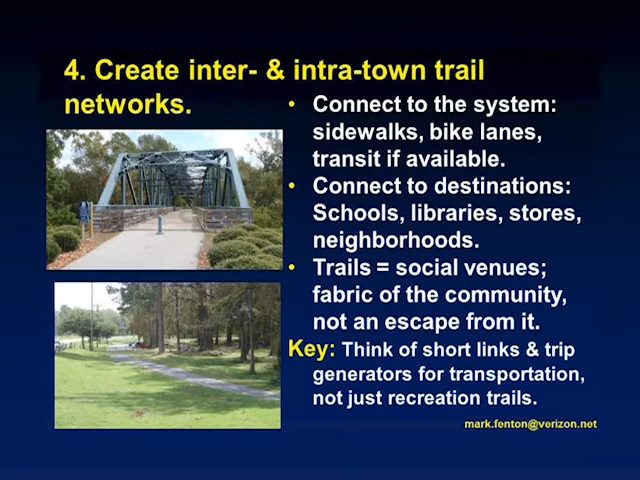 4. Create inter- & intra-town trail
networks.
• Connect to the system:
sidewalks, bike lanes,
transit if available.
• Connect to destinations:
Schools, libraries, stores,
neighborhoods.
• Trails = social venues;
fabric of the community,
not an escape from it.
Key: Think of short links & trip
generators for transportation,
not just recreation trails.
mark.fenton@verizon.net